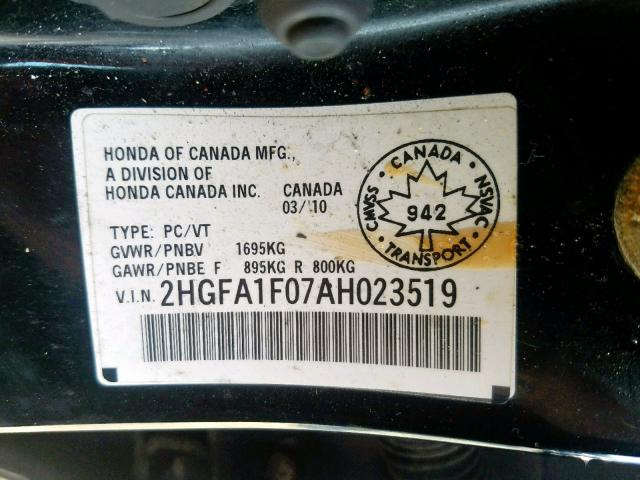 HONDA OF CANADA MFG.,
A DIVISION OF
HONDA CANADA INC. CANADA
03/'10
TYPE: PC/VT
GVWR/PNBV 1695KG
GAWR/PNBE F 895KG R 800KG
V.I.N. 2HGFA1F07AH023519
CANADA
CMVSS NSVAC
942
TRANSPORT